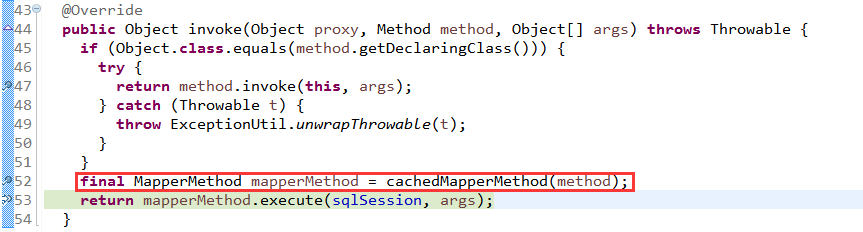 43 @Override
44 public Object invoke(Object proxy, Method method, Object[] args) throws Throwable {
45 if (Object.class.equals(method.getDeclaringClass())) {
46 try {
47 return method.invoke(this, args);
48 } catch (Throwable t) {
49 throw ExceptionUtil.unwrapThrowable(t);
50 }
51 }
52 final MapperMethod mapperMethod = cachedMapperMethod(method);
53 return mapperMethod.execute(sqlSession, args);
54 }